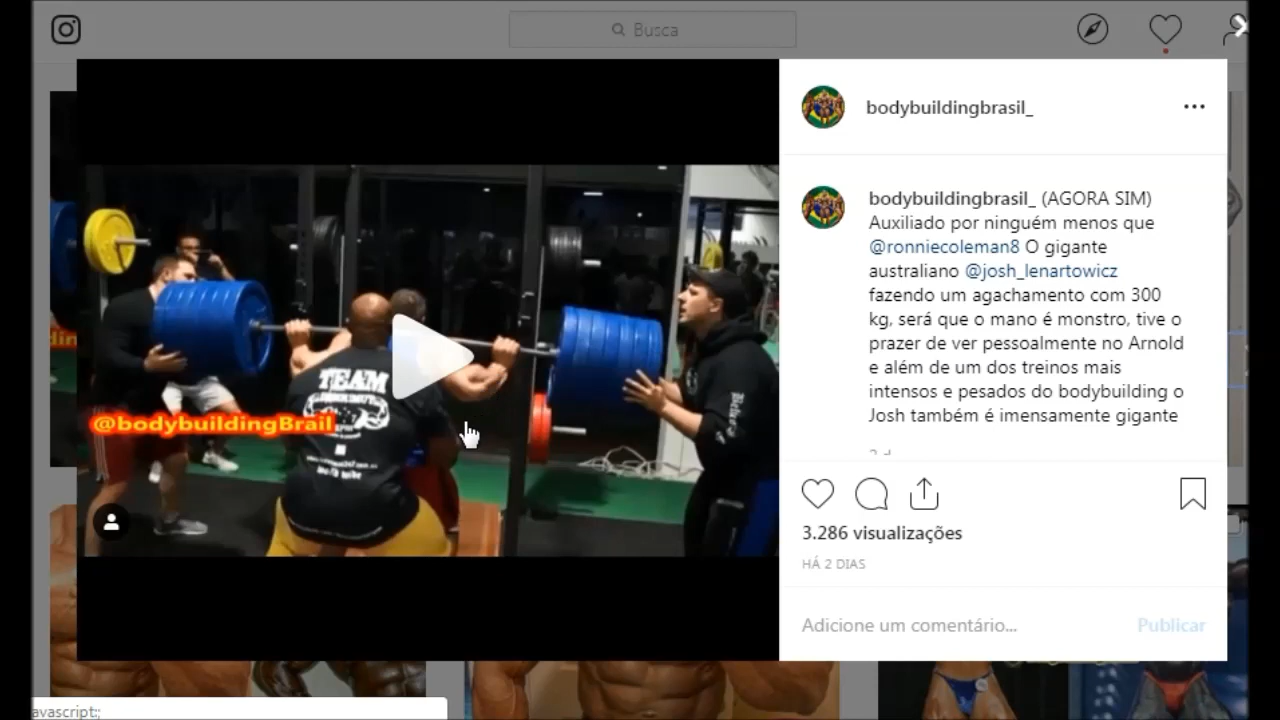 Busca
bodybuildingbrasil_
bodybuildingbrasil_ (AGORA SIM)
Auxiliado por ninguém menos que
@ronniecoleman8 O gigante
australiano @josh_lenartowicz
fazendo um agachamento com 300
kg, será que o mano é monstro, tive o
prazer de ver pessoalmente no Arnold
e além de um dos treinos mais
intensos e pesados do bodybuilding o
Josh também é imensamente gigante
2 d
3.286 visualizações
HÁ 2 DIAS
Adicione um comentário... Publicar
TEAM
@bodybuildingBrail
avascript:;